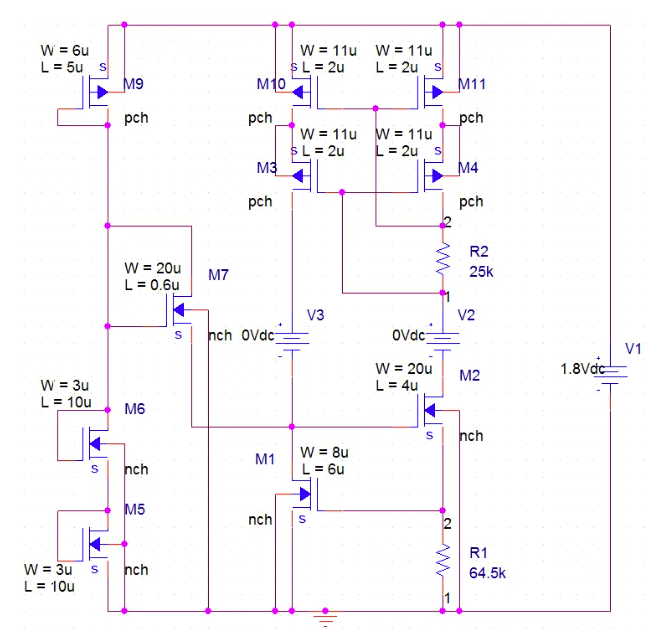 W = 6u
L = 5u
s
M9
pch
W = 11u
L = 2u
s
M10
pch
W = 11u
L = 2u
s
M11
pch
W = 11u
L = 2u
s
M3
pch
W = 11u
L = 2u
s
M4
pch
2
R2
25k
1
W = 20u
L = 0.6u
M7
s
nch
V3
0Vdc
+
-
V2
0Vdc
+
-
V1
1.8Vdc
+
-
W = 20u
L = 4u
M2
s
nch
W = 3u
L = 10u
M6
s
nch
M1
W = 8u
L = 6u
nch
s
M5
s
nch
W = 3u
L = 10u
2
R1
64.5k
1